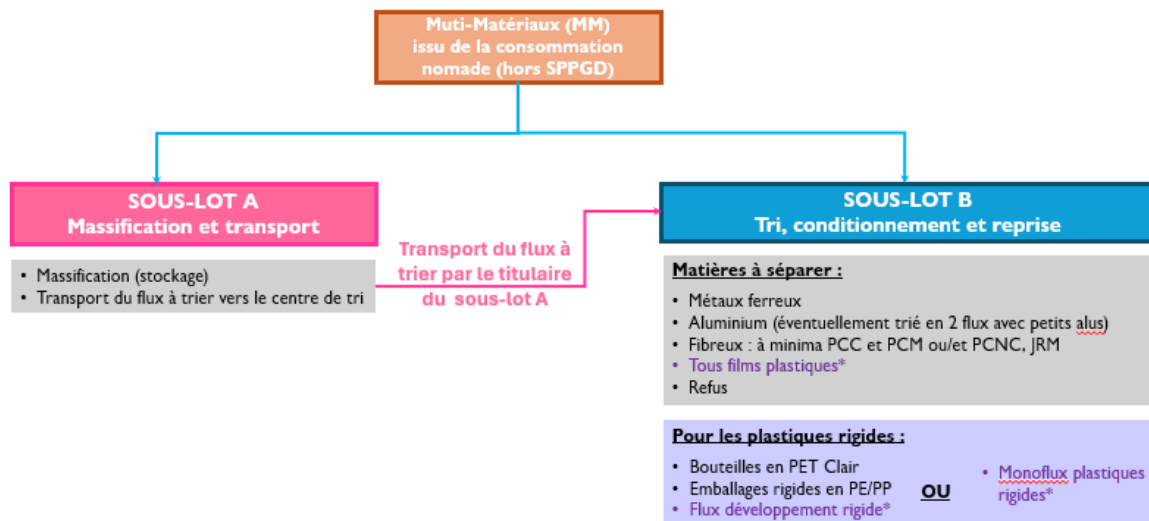 Muti-Matériaux (MM)
issu de la consommation
nomade (hors SPPGD)
SOUS-LOT A
Massification et transport
• Massification (stockage)
• Transport du flux à trier vers le centre de tri
Transport du flux à
trier par le titulaire
du sous-lot A
SOUS-LOT B
Tri, conditionnement et reprise
Matières à séparer :
• Métaux ferreux
• Aluminium (éventuellement trié en 2 flux avec petits alus)
• Fibreux : à minima PCC et PCM ou/et PCNC, JRM
• Tous films plastiques*
• Refus
Pour les plastiques rigides :
• Bouteilles en PET Clair
• Emballages rigides en PE/PP
• Flux développement rigide*
OU
• Monoflux plastiques
rigides*